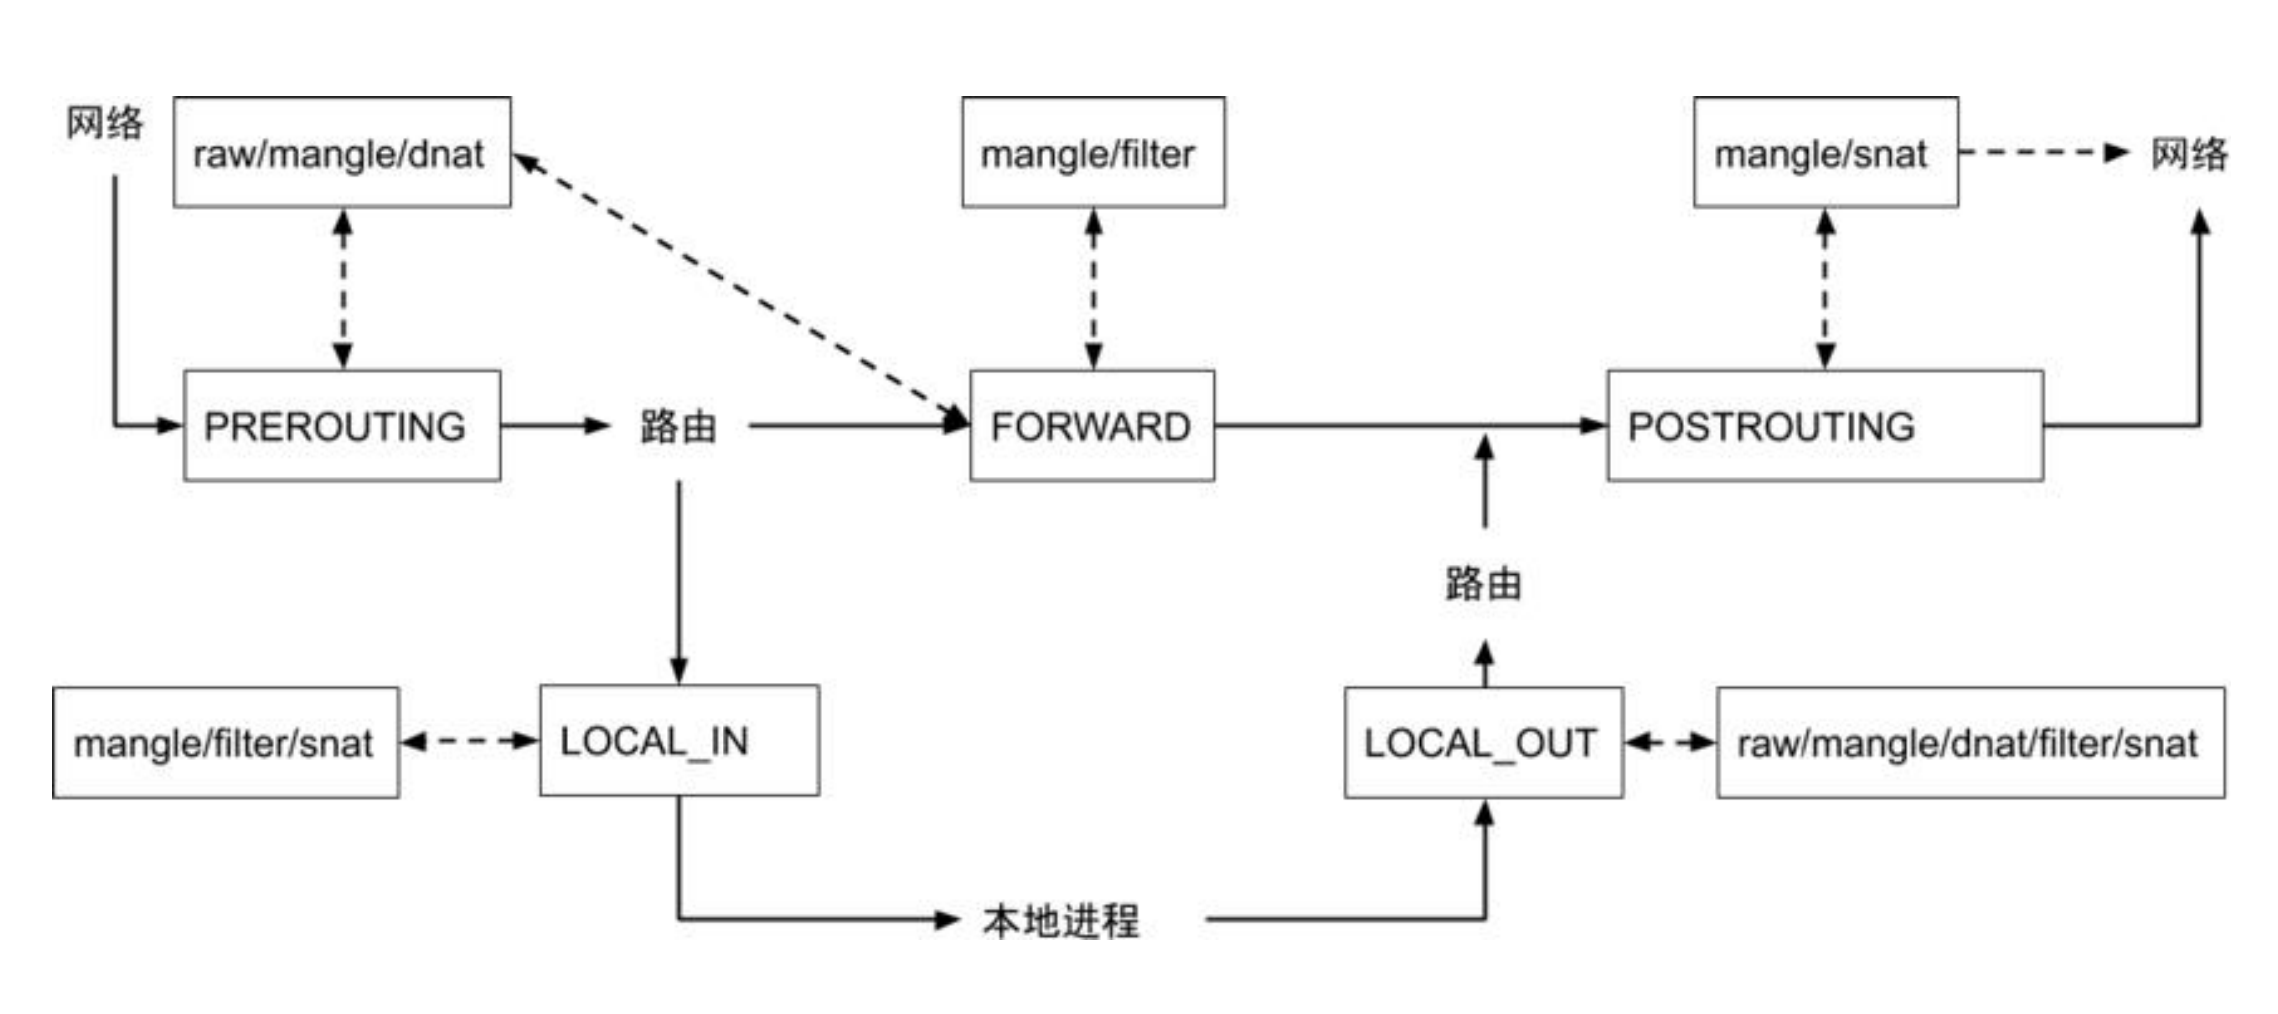 网络
raw/mangle/dnat
mangle/filter
mangle/snat
网络
PREROUTING
路由
FORWARD
POSTROUTING
路由
mangle/filter/snat
LOCAL_IN
LOCAL_OUT
raw/mangle/dnat/filter/snat
本地进程